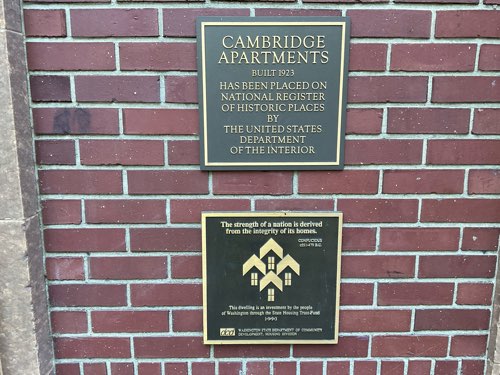 CAMBRIDGE
APARTMENTS
BUILT 1923
HAS BEEN PLACED ON
NATIONAL REGISTER
OF HISTORIC PLACES
BY
THE UNITED STATES
DEPARTMENT
OF THE INTERIOR
The strength of a nation is derived
from the integrity of its homes.
CONFUCIOUS
(551-479 B.C.)
This dwelling is an investment by the people
of Washington through the State Housing Trust Fund
WASHINGTON STATE DEPARTMENT OF COMMUNITY
DEVELOPMENT, HOUSING DIVISION